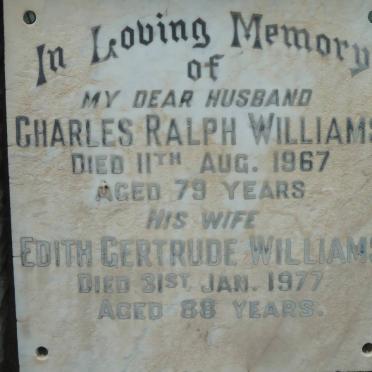 In Loving Memory
of
MY DEAR HUSBAND
CHARLES RALPH WILLIAMS
DIED 11TH AUG. 1967
AGED 79 YEARS
HIS WIFE
EDITH GERTRUDE WILLIAMS
DIED 31ST JAN. 1977
AGED 88 YEARS.